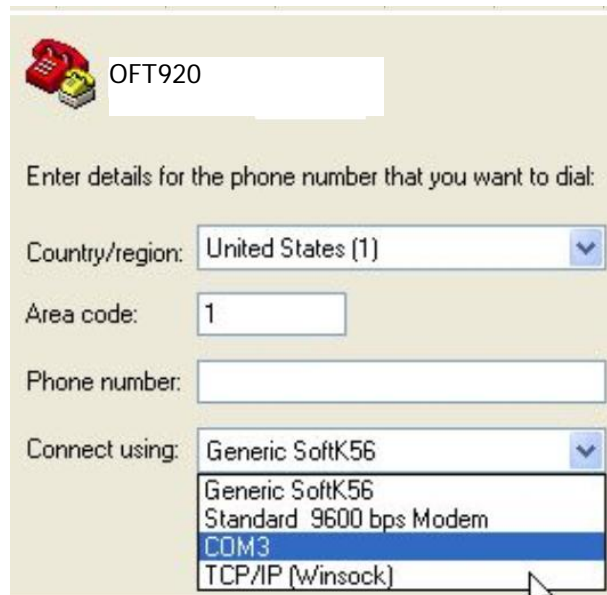 OFT920
Enter details for the phone number that you want to dial:
Country/region: United States (1)
Area code: 1
Phone number:
Connect using: Generic SoftK56
Generic SoftK56
Standard 9600 bps Modem
COM3
TCP/IP (Winsock)